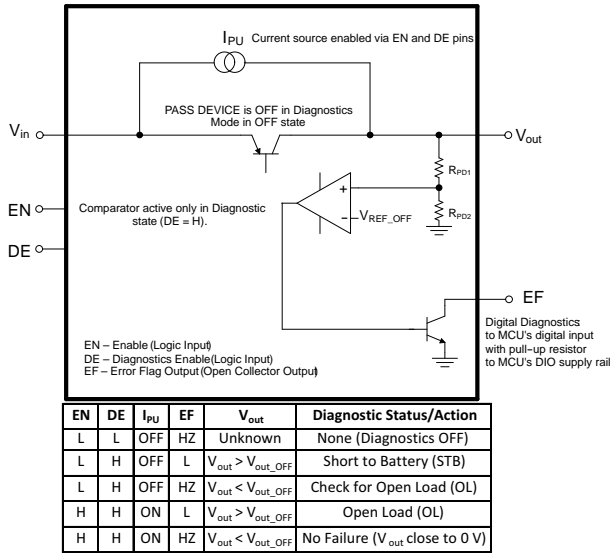 I_PU Current source enabled via EN and DE pins
PASS DEVICE is OFF in Diagnostics
Mode in OFF state
V_in
V_out
R_PD1
+
Comparator active only in Diagnostic
state (DE = H).
−
V_REF_OFF
R_PD2
EN
DE
EF
Digital Diagnostics
to MCU's digital input
with pull−up resistor
to MCU's DIO supply rail
EN – Enable (Logic Input)
DE – Diagnostics Enable(Logic Input)
EF – Error Flag Output(Open Collector Output)
EN DE I_PU EF V_out Diagnostic Status/Action
L L OFF HZ Unknown None (Diagnostics OFF)
L H OFF L V_out > V_out_OFF Short to Battery (STB)
L H OFF HZ V_out < V_out_OFF Check for Open Load (OL)
H H ON L V_out > V_out_OFF Open Load (OL)
H H ON HZ V_out < V_out_OFF No Failure (V_out close to 0 V)